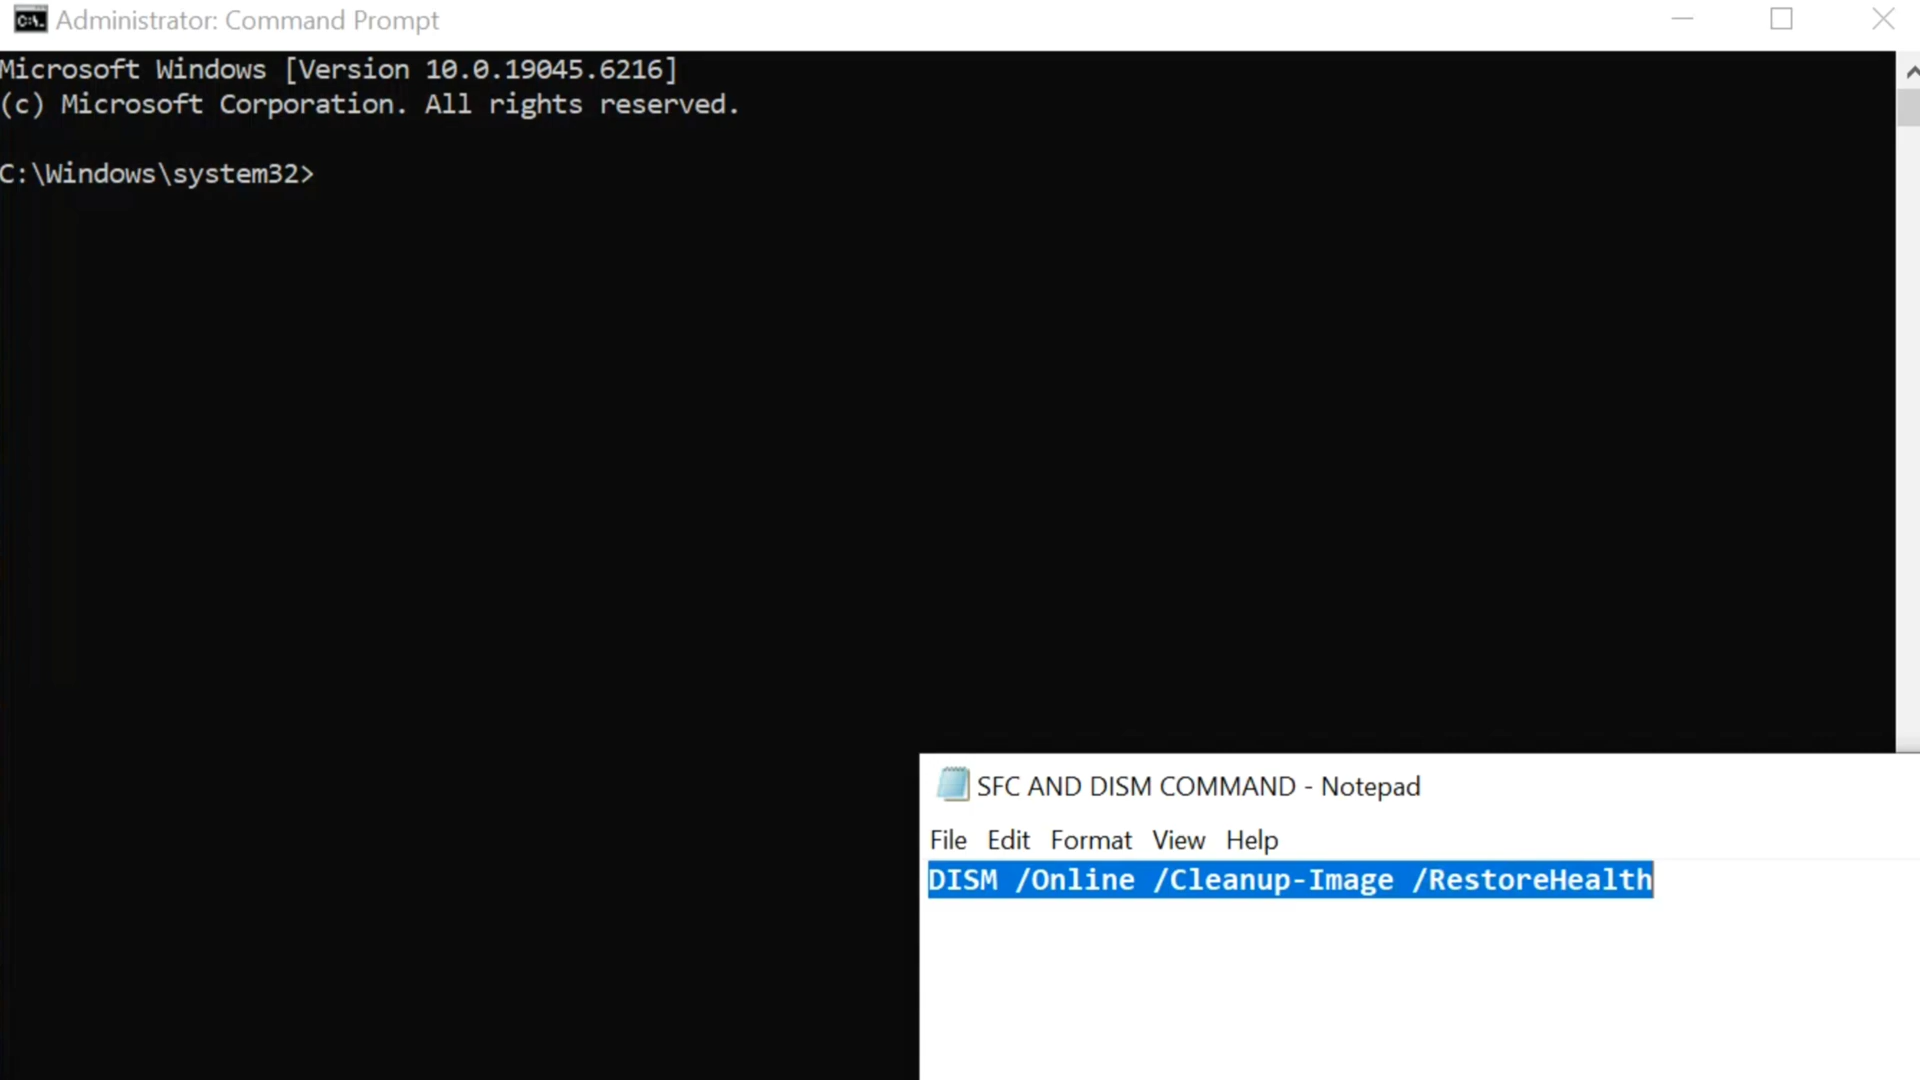 Administrator: Command Prompt
Microsoft Windows [Version 10.0.19045.6216]
(c) Microsoft Corporation. All rights reserved.
C:\Windows\system32>
SFC AND DISM COMMAND - Notepad
File Edit Format View Help
DISM /Online /Cleanup-Image /RestoreHealth